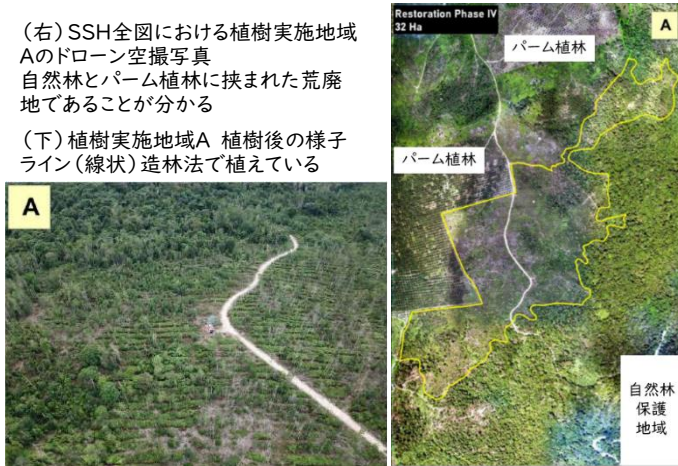 (右)SSH全図における植樹実施地域
Aのドローン空撮写真
自然林とパーム植林に挟まれた荒廃
地であることが分かる
(下)植樹実施地域A 植樹後の様子
ライン(線状)造林法で植えている
A
Restoration Phase IV
32 Ha
A
パーム植林
パーム植林
自然林
保護
地域